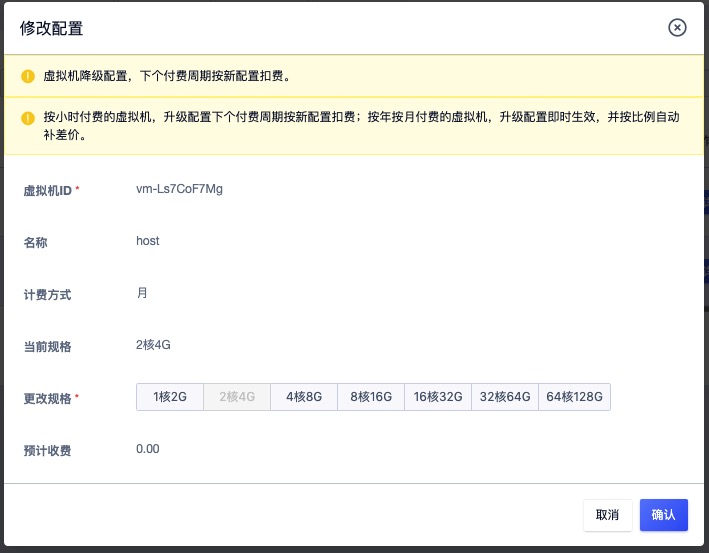 修改配置
虚拟机降级配置，下个付费周期按新配置扣费。
按小时付费的虚拟机，升级配置下个付费周期按新配置扣费；按年按月付费的虚拟机，升级配置即时生效，并按比例自动
补差价。
虚拟机ID * vm-Ls7CoF7Mg
名称 host
计费方式 月
当前规格 2核4G
更改规格 * 1核2G 2核4G 4核8G 8核16G 16核32G 32核64G 64核128G
预计收费 0.00
取消 确认